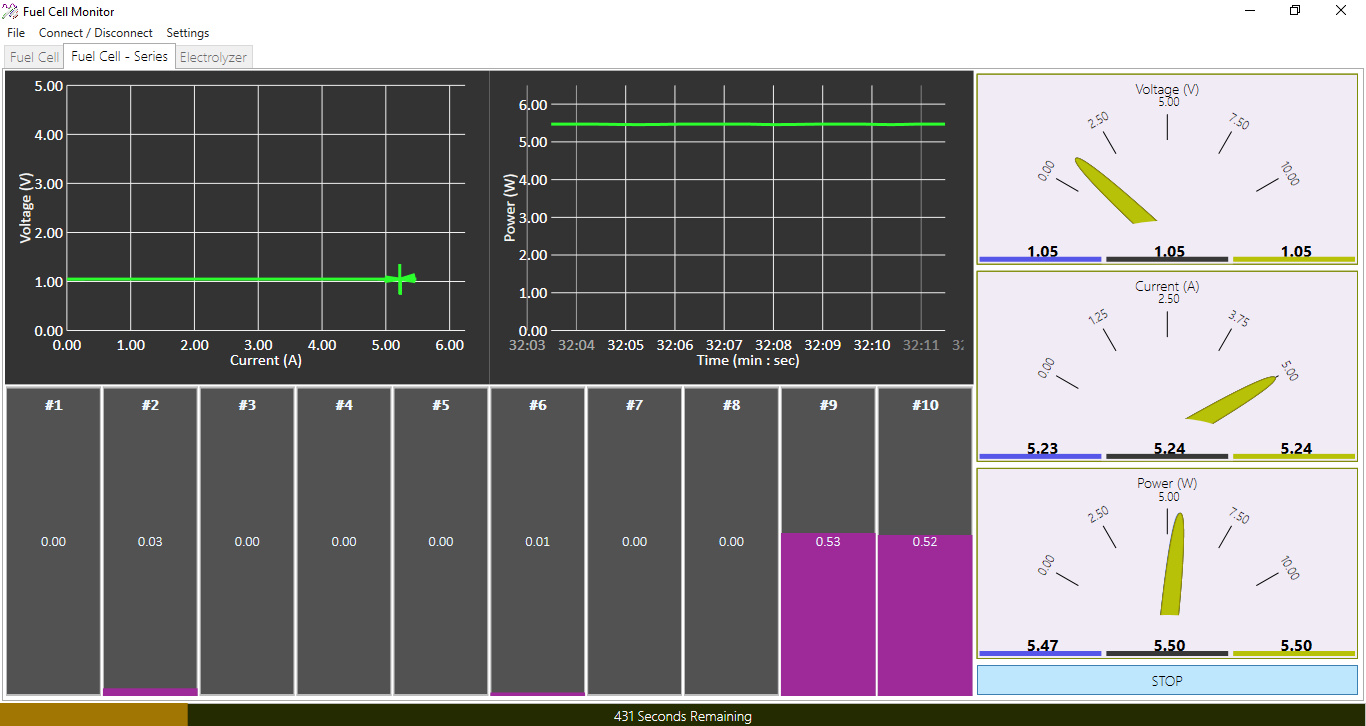 Fuel Cell Monitor
File Connect / Disconnect Settings
Fuel Cell Fuel Cell - Series Electrolyzer
Voltage (V)
5.00
4.00
3.00
2.00
1.00
0.00
0.00 1.00 2.00 3.00 4.00 5.00 6.00
Current (A)
Power (W)
6.00
5.00
4.00
3.00
2.00
1.00
0.00
32:03 32:04 32:05 32:06 32:07 32:08 32:09 32:10 32:11
Time (min : sec)
Voltage (V)
0.00 2.50 5.00 7.50 10.00
1.05 1.05 1.05
Current (A)
0.00 1.25 2.50 3.75 5.00
5.23 5.24 5.24
Power (W)
0.00 2.50 5.00 7.50 10.00
5.47 5.50 5.50
#1 #2 #3 #4 #5 #6 #7 #8 #9 #10
0.00 0.03 0.00 0.00 0.00 0.01 0.00 0.00 0.53 0.52
STOP
431 Seconds Remaining